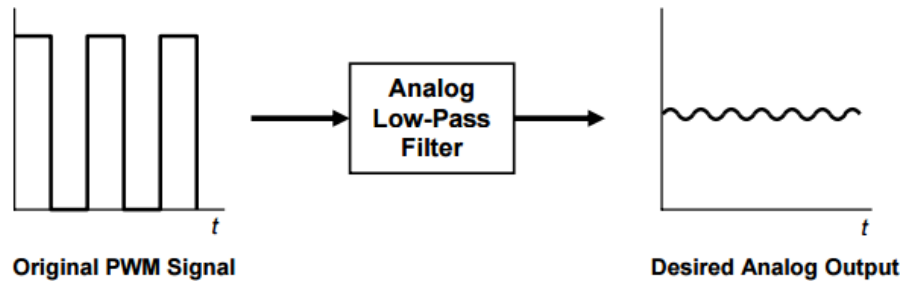 Analog
Low-Pass
Filter
t
t
Original PWM Signal
Desired Analog Output